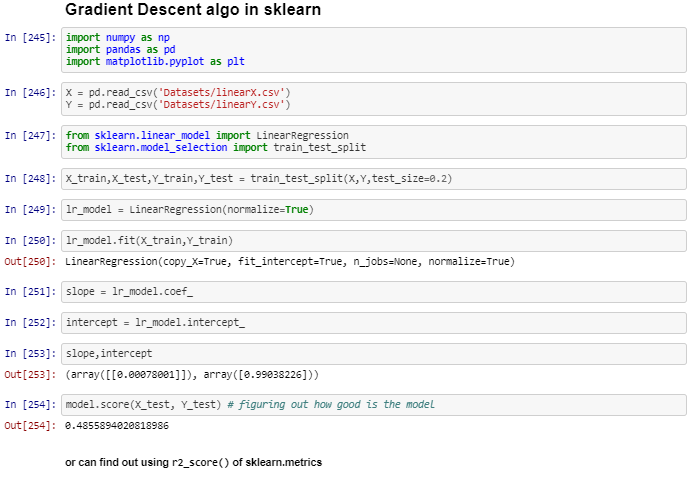 Gradient Descent algo in sklearn
In [245]: import numpy as np
import pandas as pd
import matplotlib.pyplot as plt
In [246]: X = pd.read_csv('Datasets/linearX.csv')
Y = pd.read_csv('Datasets/linearY.csv')
In [247]: from sklearn.linear_model import LinearRegression
from sklearn.model_selection import train_test_split
In [248]: X_train,X_test,Y_train,Y_test = train_test_split(X,Y,test_size=0.2)
In [249]: lr_model = LinearRegression(normalize=True)
In [250]: lr_model.fit(X_train,Y_train)
Out[250]: LinearRegression(copy_X=True, fit_intercept=True, n_jobs=None, normalize=True)
In [251]: slope = lr_model.coef_
In [252]: intercept = lr_model.intercept_
In [253]: slope,intercept
Out[253]: (array([[0.00078001]]), array([0.99038226]))
In [254]: model.score(X_test, Y_test) # figuring out how good is the model
Out[254]: 0.4855894020818986
or can find out using r2_score() of sklearn.metrics